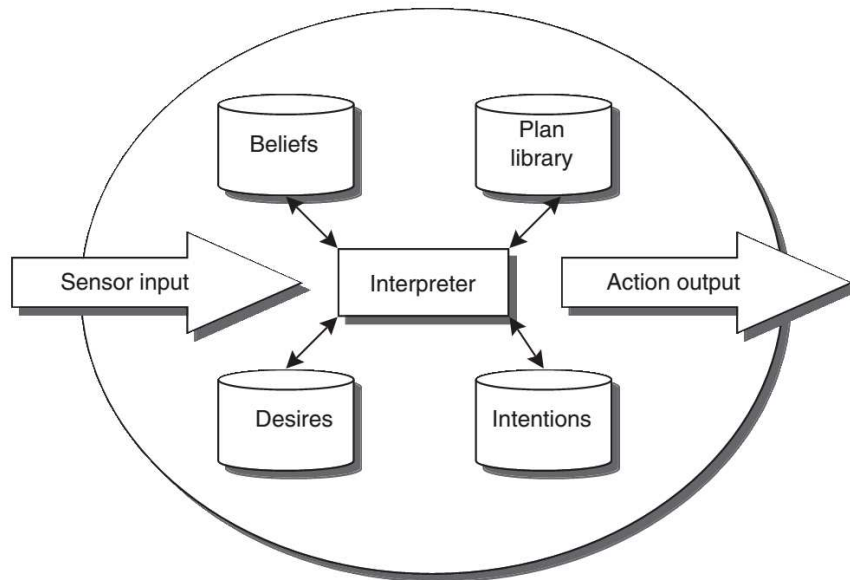 Beliefs
Plan
library
Sensor input
Interpreter
Action output
Desires
Intentions